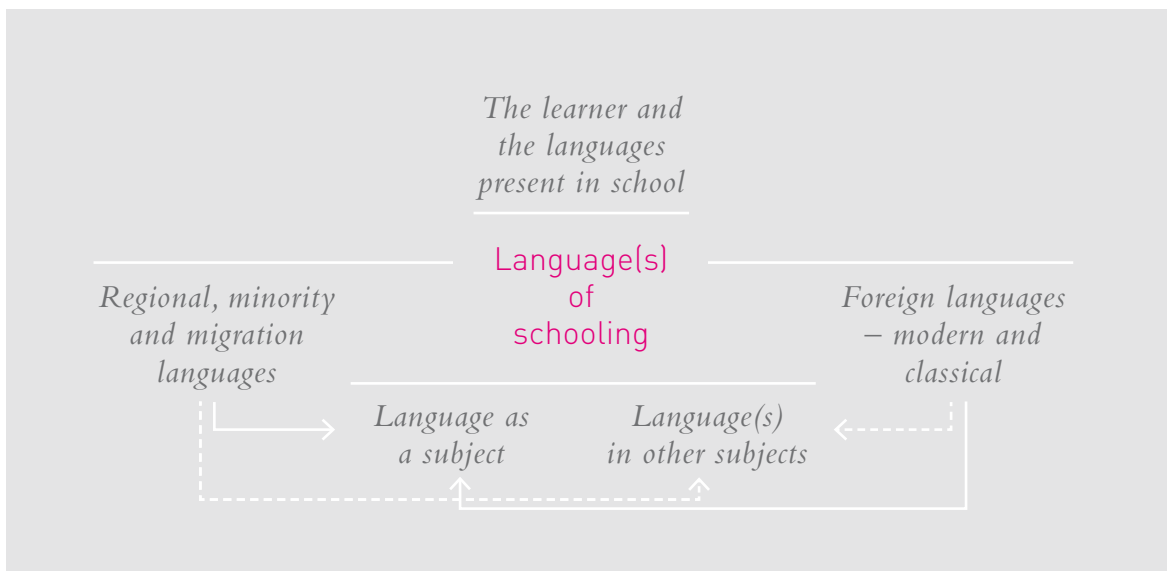 The learner and
the languages
present in school
Language(s)
of
schooling
Regional, minority
and migration
languages
Foreign languages
– modern and
classical
Language as
a subject
Language(s)
in other subjects